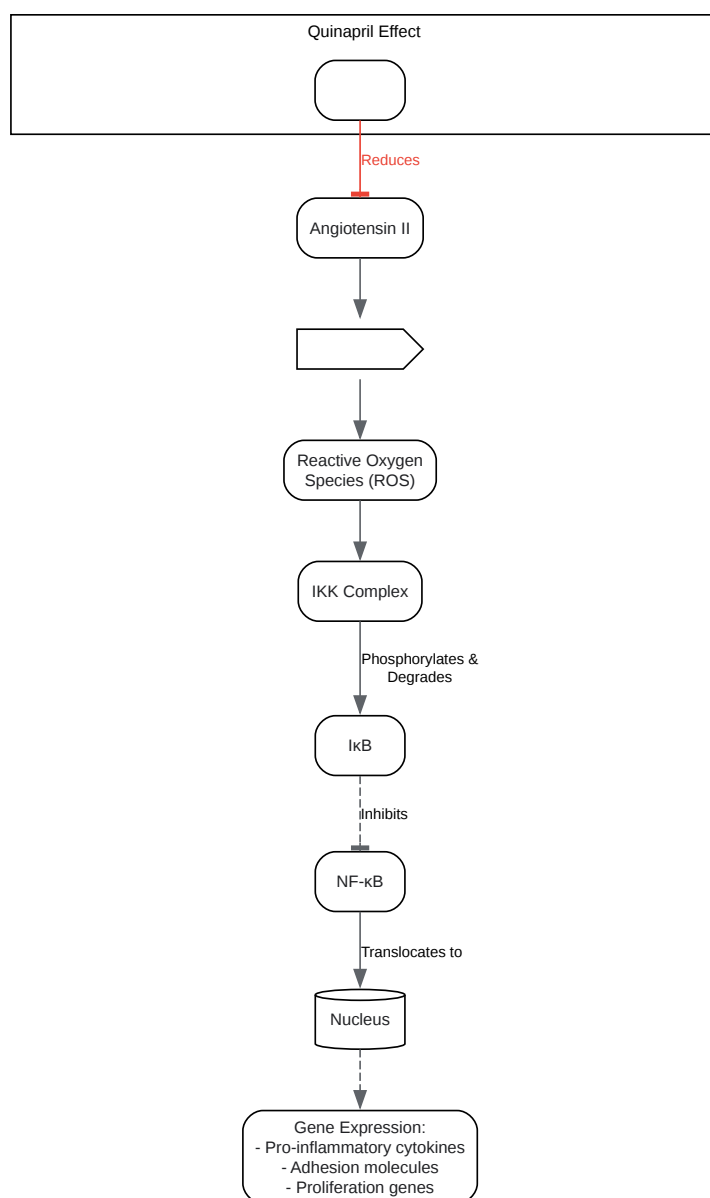 Quinapril Effect
Reduces
Angiotensin II
Reactive Oxygen
Species (ROS)
IKK Complex
Phosphorylates &
Degrades
IκB
Inhibits
NF-κB
Translocates to
Nucleus
Gene Expression:
- Pro-inflammatory cytokines
- Adhesion molecules
- Proliferation genes